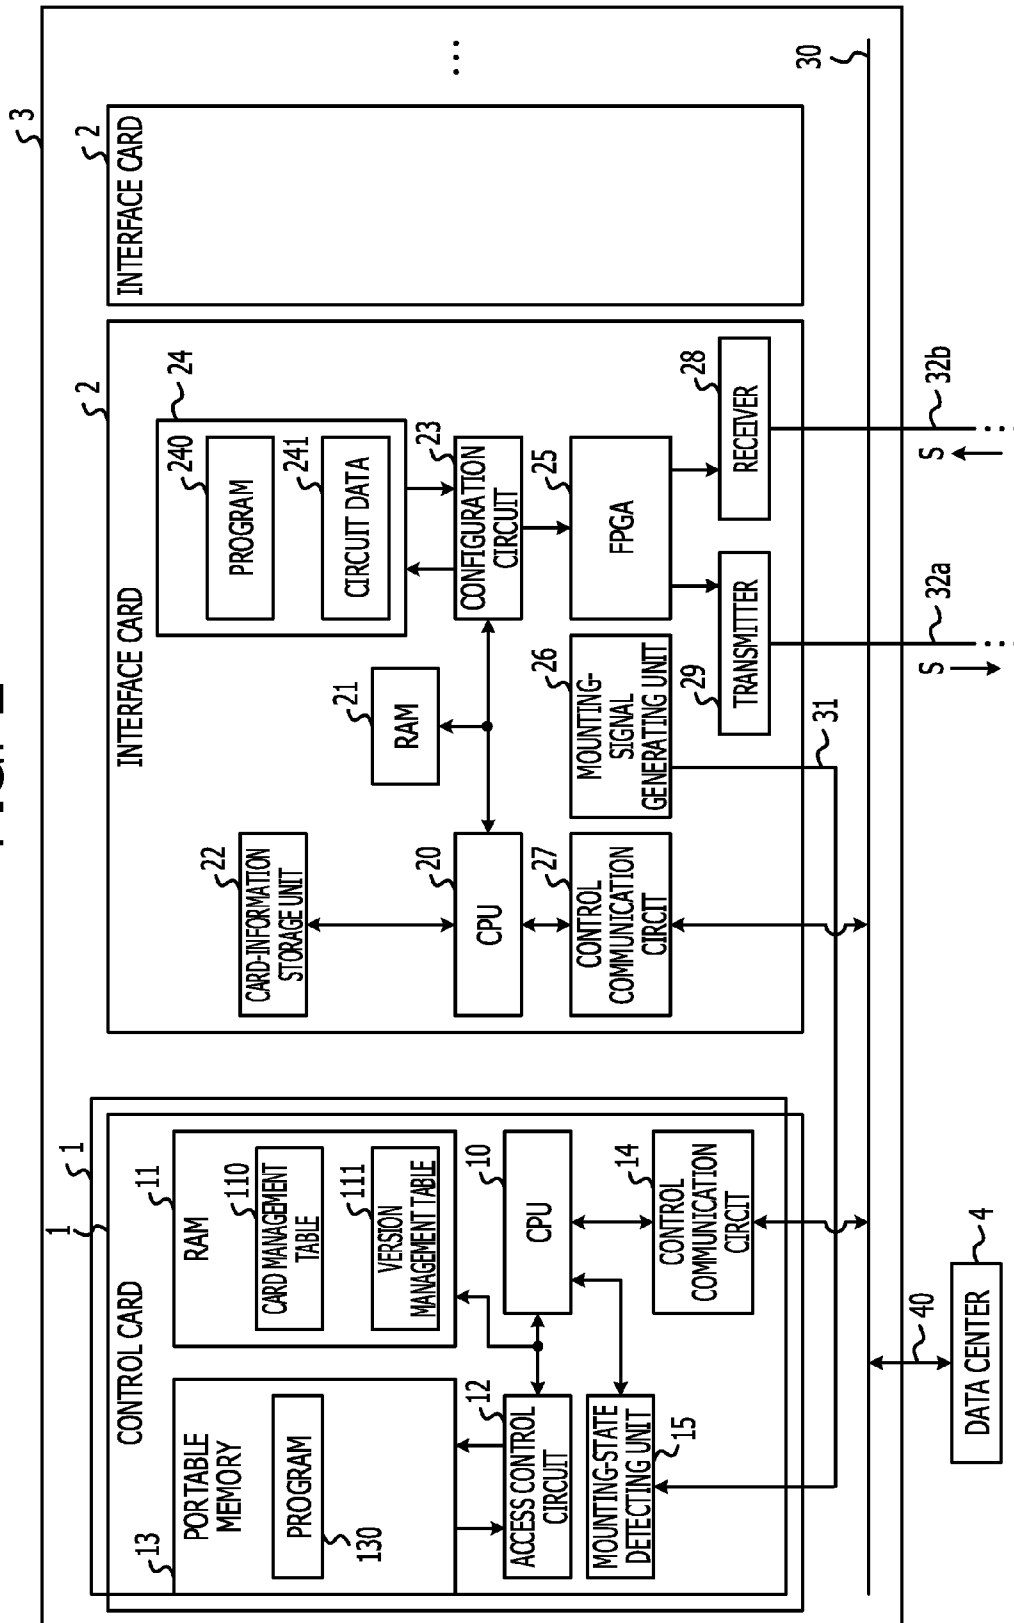 3
1
1
CONTROL CARD
13
PORTABLE
MEMORY
PROGRAM
130
11
RAM
110
CARD MANAGEMENT
TABLE
111
VERSION
MANAGEMENT TABLE
12
ACCESS CONTROL
CIRCUIT
10
CPU
MOUNTING-STATE
DETECTING UNIT
15
14
CONTROL
COMMUNICATION
CIRCIT
2
INTERFACE CARD
22
CARD-INFORMATION
STORAGE UNIT
21
RAM
24
240
PROGRAM
241
CIRCUIT DATA
20
CPU
23
CONFIGURATION
CIRCUIT
27
CONTROL
COMMUNICATION
CIRCIT
26
MOUNTING-
SIGNAL
GENERATING UNIT
25
FPGA
29
TRANSMITTER
28
RECEIVER
2
INTERFACE CARD
...
31
30
40
4
DATA CENTER
S
32a
S
32b